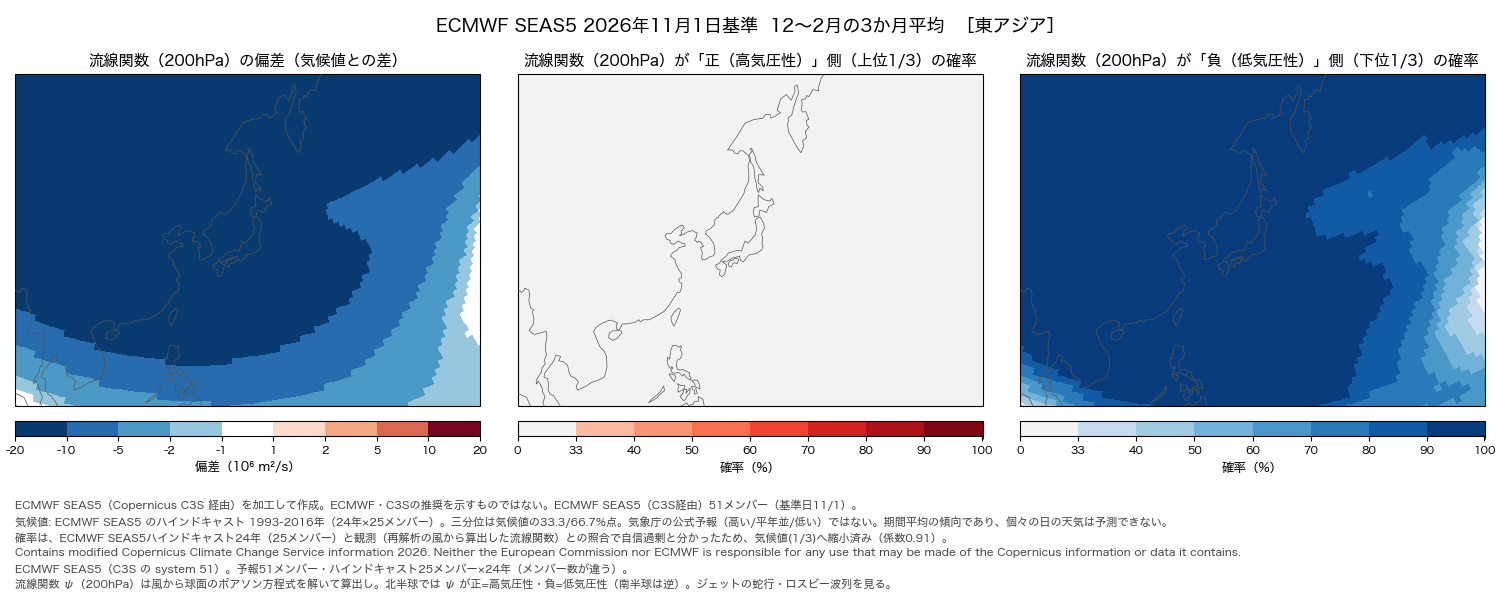 ECMWF SEAS5 2026年11月1日基準 12～2月の3か月平均 ［東アジア］
流線関数（200hPa）の偏差（気候値との差）
流線関数（200hPa）が「正（高気圧性）」側（上位1/3）の確率
流線関数（200hPa）が「負（低気圧性）」側（下位1/3）の確率
-20 -10 -5 -2 -1 1 2 5 10 20
偏差（10⁶ m²/s）
0 33 40 50 60 70 80 90 100
確率（%）
0 33 40 50 60 70 80 90 100
確率（%）
ECMWF SEAS5（Copernicus C3S 経由）を加工して作成。ECMWF・C3Sの推奨を示すものではない。ECMWF SEAS5（C3S経由）51メンバー（基準日11/1）。
気候値: ECMWF SEAS5 のハインドキャスト 1993-2016年（24年×25メンバー）。三分位は気候値の33.3/66.7%点。気象庁の公式予報（高い/平年並/低い）ではない。期間平均の傾向であり、個々の日の天気は予測できない。
確率は、ECMWF SEAS5ハインドキャスト24年（25メンバー）と観測（再解析の風から算出した流線関数）との照合で自信過剰と分かったため、気候値(1/3)へ縮小済み（係数0.91）。
Contains modified Copernicus Climate Change Service information 2026. Neither the European Commission nor ECMWF is responsible for any use that may be made of the Copernicus information or data it contains.
ECMWF SEAS5（C3S の system 51）。予報51メンバー・ハインドキャスト25メンバー×24年（メンバー数が違う）。
流線関数 ψ（200hPa）は風から球面のポアソン方程式を解いて算出し。北半球では ψ が正=高気圧性・負=低気圧性（南半球は逆）。ジェットの蛇行・ロスビー波列を見る。